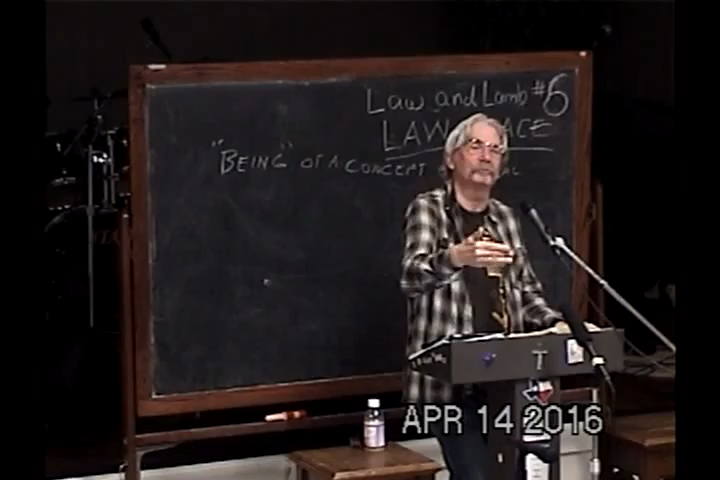 Law and Lamb #6
LAW
"BEING" OF A CONCEPT
T
APR 14 2016